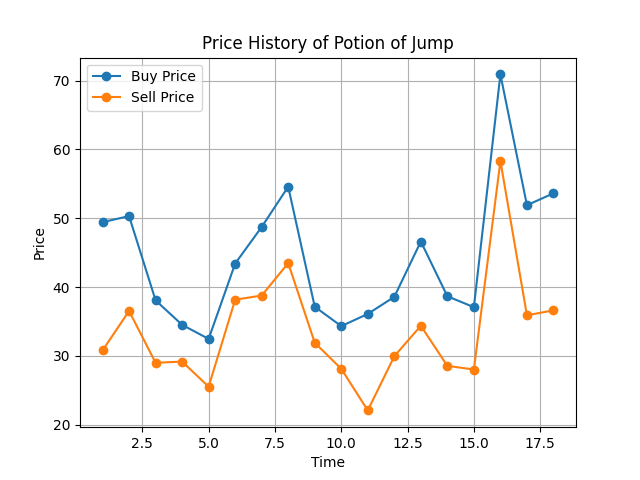 Price History of Potion of Jump
Buy Price
Sell Price
Price
70
60
50
40
30
20
2.5 5.0 7.5 10.0 12.5 15.0 17.5
Time